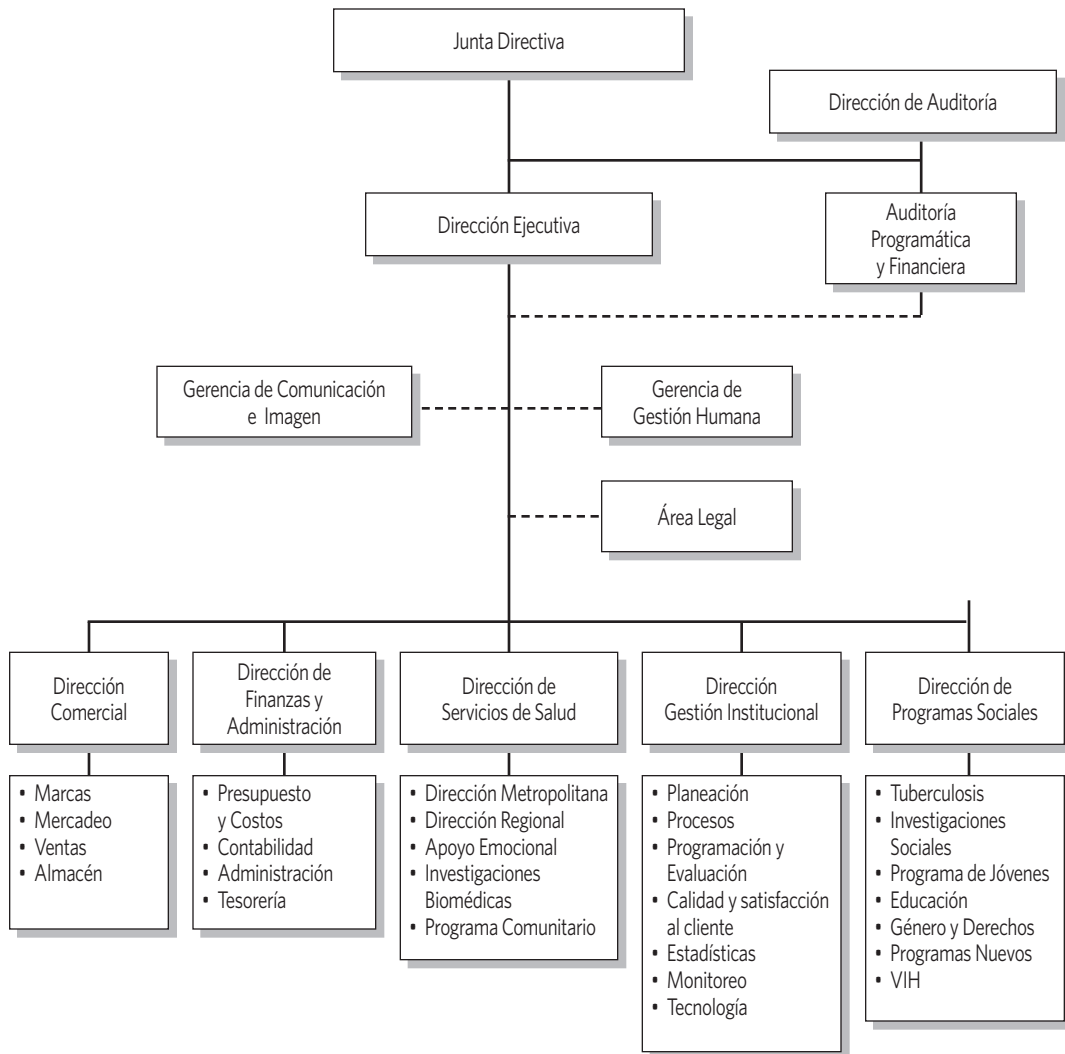 Junta Directiva
Dirección de Auditoría
Dirección Ejecutiva
Auditoría
Programática
y Financiera
Gerencia de Comunicación
e Imagen
Gerencia de
Gestión Humana
Área Legal
Dirección
Comercial
Dirección de
Finanzas y
Administración
Dirección de
Servicios de Salud
Dirección
Gestión Institucional
Dirección de
Programas Sociales
• Marcas
• Mercadeo
• Ventas
• Almacén
• Presupuesto
y Costos
• Contabilidad
• Administración
• Tesorería
• Dirección Metropolitana
• Dirección Regional
• Apoyo Emocional
• Investigaciones
Biomédicas
• Programa Comunitario
• Planeación
• Procesos
• Programación y
Evaluación
• Calidad y satisfacción
al cliente
• Estadísticas
• Monitoreo
• Tecnología
• Tuberculosis
• Investigaciones
Sociales
• Programa de Jóvenes
• Educación
• Género y Derechos
• Programas Nuevos
• VIH